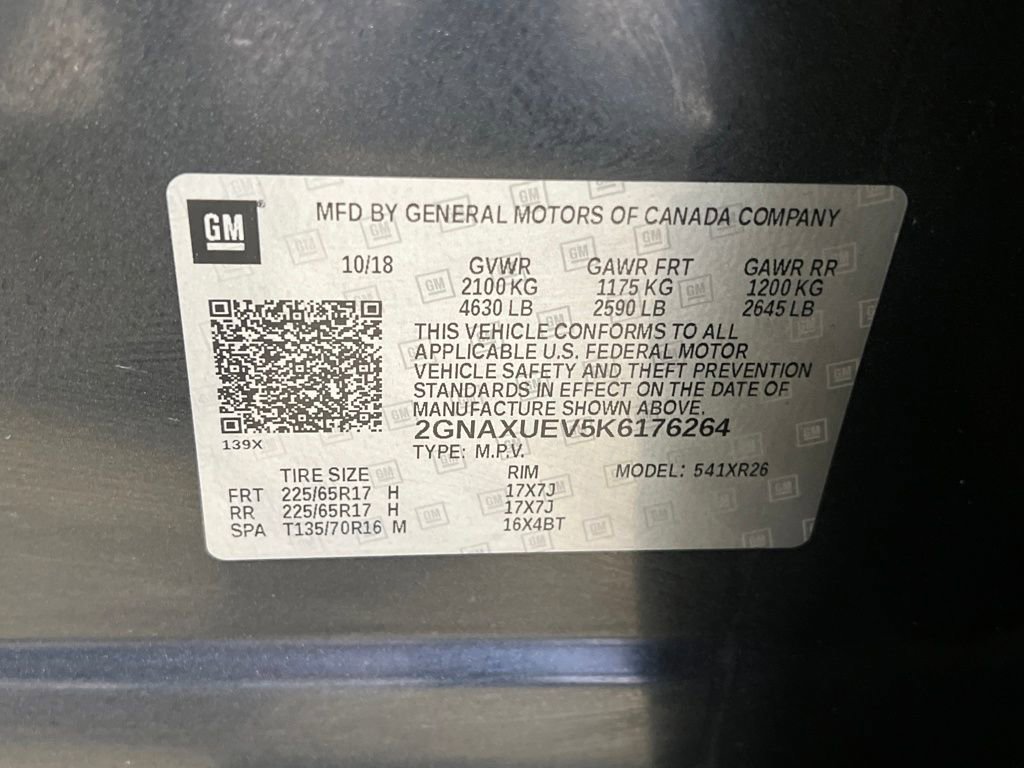 GM ®
MFD BY GENERAL MOTORS OF CANADA COMPANY
10/18 GVWR GAWR FRT GAWR RR
2100 KG 1175 KG 1200 KG
4630 LB 2590 LB 2645 LB
THIS VEHICLE CONFORMS TO ALL
APPLICABLE U.S. FEDERAL MOTOR
VEHICLE SAFETY AND THEFT PREVENTION
STANDARDS IN EFFECT ON THE DATE OF
MANUFACTURE SHOWN ABOVE.
2GNAXUEV5K6176264
139X
TYPE: M.P.V.
TIRE SIZE RIM MODEL: 541XR26
FRT 225/65R17 H 17X7J
RR 225/65R17 H 17X7J
SPA T135/70R16 M 16X4BT